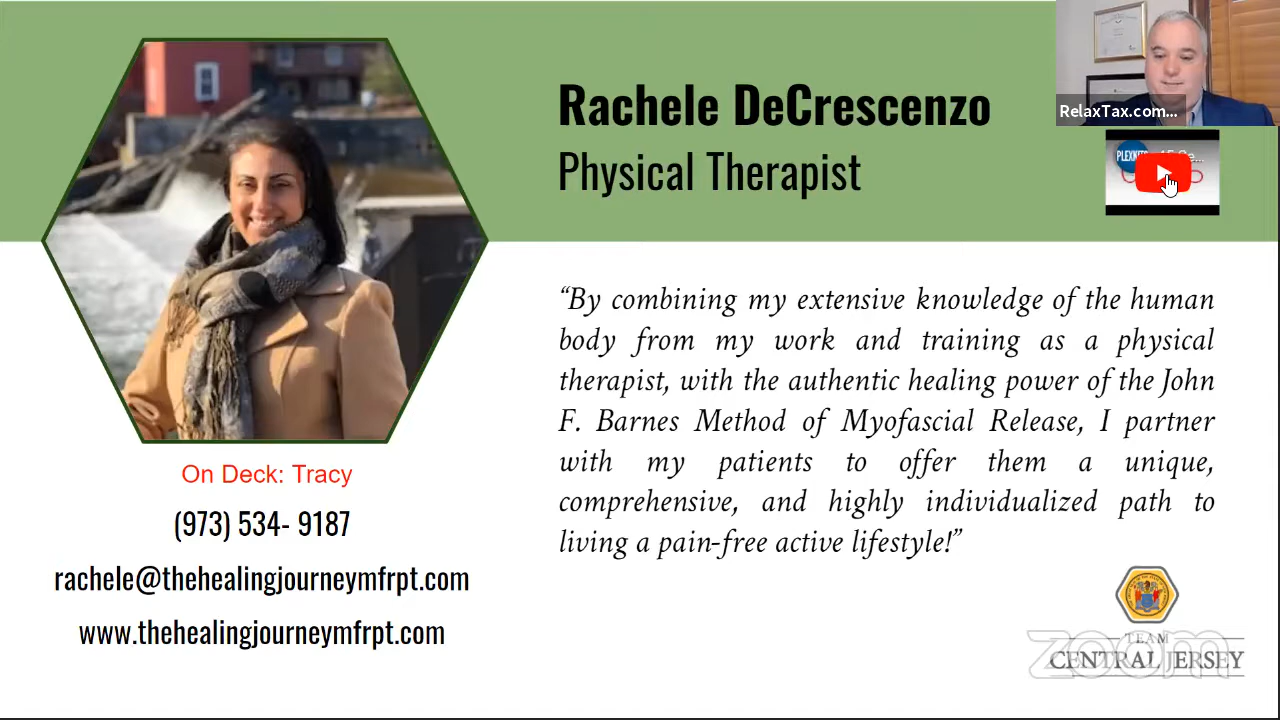 Rachele DeCrescenzo
Physical Therapist
RelaxTax.com...
“By combining my extensive knowledge of the human
body from my work and training as a physical
therapist, with the authentic healing power of the John
F. Barnes Method of Myofascial Release, I partner
with my patients to offer them a unique,
comprehensive, and highly individualized path to
living a pain-free active lifestyle!”
On Deck: Tracy
(973) 534- 9187
rachele@thehealingjourneymfrpt.com
www.thehealingjourneymfrpt.com
zoom
TEAM
CENTRAL JERSEY